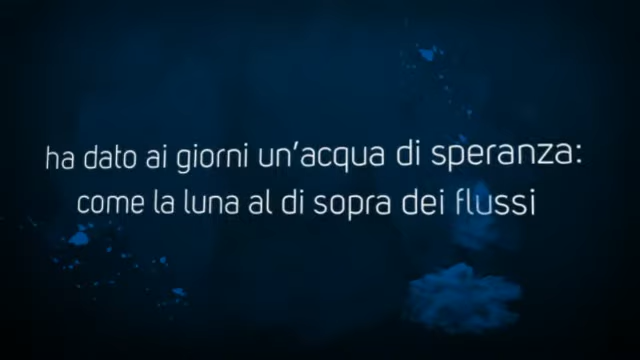 ha dato ai giorni un'acqua di speranza:
come la luna al di sopra dei flussi